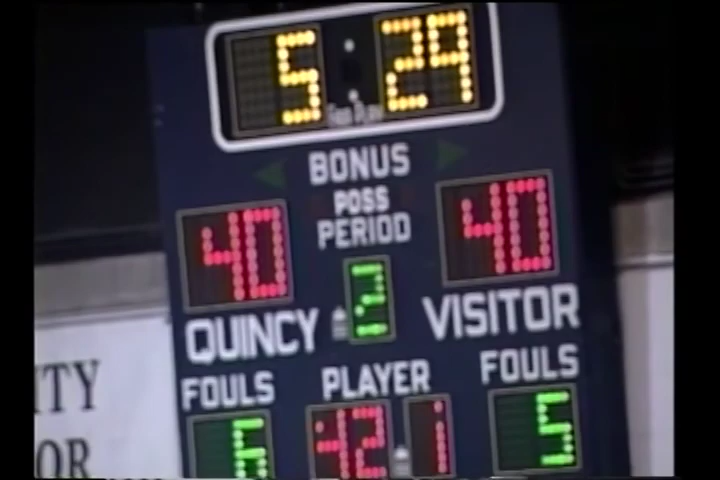 5:29
BONUS
POSS
40 PERIOD 40
2
QUINCY VISITOR
FOULS PLAYER FOULS
6 42 1 5
ITY
OR